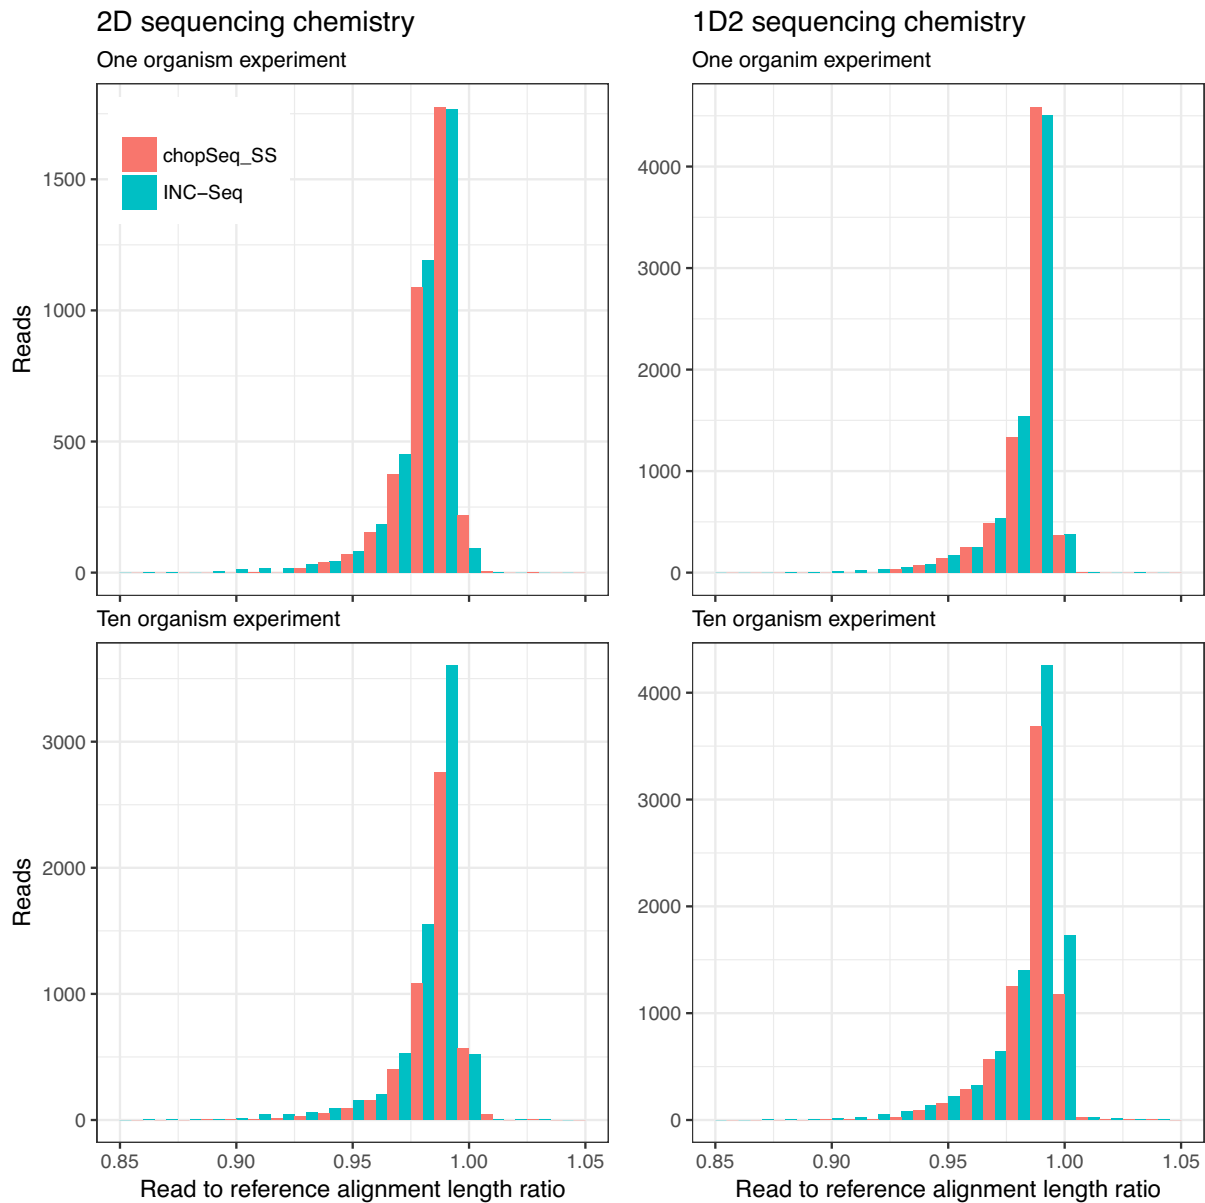 2D sequencing chemistry
One organism experiment
chopSeq_SS
INC-Seq
Reads
1500
1000
500
0
1D2 sequencing chemistry
One organim experiment
4000
3000
2000
1000
0
Ten organism experiment
Reads
3000
2000
1000
0
0.85 0.90 0.95 1.00 1.05
Read to reference alignment length ratio
Ten organism experiment
4000
3000
2000
1000
0
0.85 0.90 0.95 1.00 1.05
Read to reference alignment length ratio